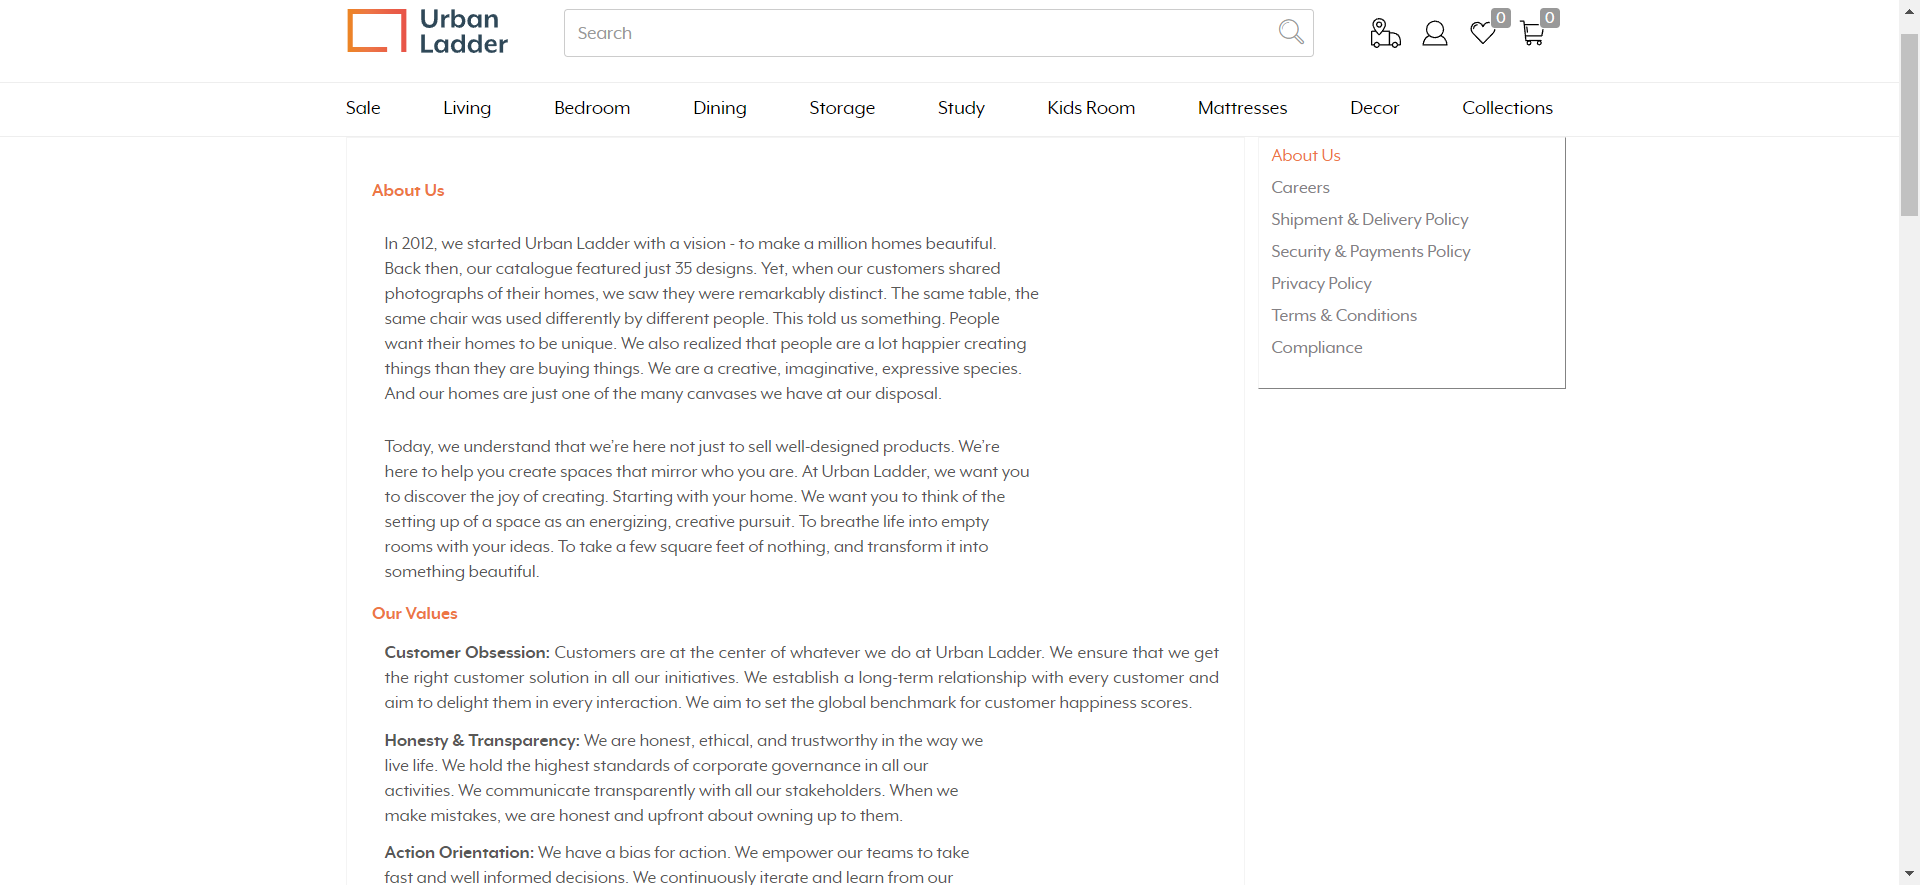 Urban
Ladder
Search
0
0
Sale
Living
Bedroom
Dining
Storage
Study
Kids Room
Mattresses
Decor
Collections
About Us
In 2012, we started Urban Ladder with a vision - to make a million homes beautiful.
Back then, our catalogue featured just 35 designs. Yet, when our customers shared
photographs of their homes, we saw they were remarkably distinct. The same table, the
same chair was used differently by different people. This told us something. People
want their homes to be unique. We also realized that people are a lot happier creating
things than they are buying things. We are a creative, imaginative, expressive species.
And our homes are just one of the many canvases we have at our disposal.
Today, we understand that we’re here not just to sell well-designed products. We’re
here to help you create spaces that mirror who you are. At Urban Ladder, we want you
to discover the joy of creating. Starting with your home. We want you to think of the
setting up of a space as an energizing, creative pursuit. To breathe life into empty
rooms with your ideas. To take a few square feet of nothing, and transform it into
something beautiful.
Our Values
Customer Obsession: Customers are at the center of whatever we do at Urban Ladder. We ensure that we get
the right customer solution in all our initiatives. We establish a long-term relationship with every customer and
aim to delight them in every interaction. We aim to set the global benchmark for customer happiness scores.
Honesty & Transparency: We are honest, ethical, and trustworthy in the way we
live life. We hold the highest standards of corporate governance in all our
activities. We communicate transparently with all our stakeholders. When we
make mistakes, we are honest and upfront about owning up to them.
Action Orientation: We have a bias for action. We empower our teams to take
fast and well informed decisions. We continuously iterate and learn from our
About Us
Careers
Shipment & Delivery Policy
Security & Payments Policy
Privacy Policy
Terms & Conditions
Compliance